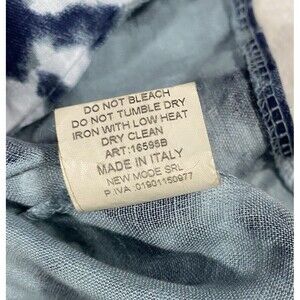 DO NOT BLEACH
DO NOT TUMBLE DRY
IRON WITH LOW HEAT
DRY CLEAN
ART:16595B
MADE IN ITALY
NEW MODE SRL
P.IVA 01901150977